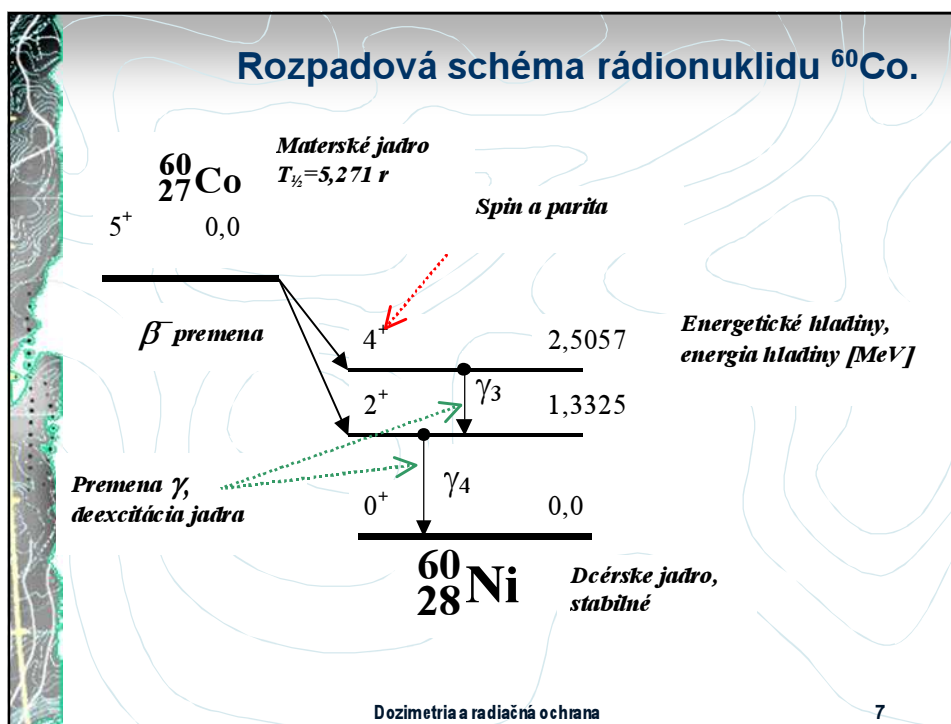 Rozpadová schéma rádionuklidu ⁶⁰Co.
Materské jadro
T½=5,271 r
⁶⁰₂₇Co
Spin a parita
5⁺ 0,0
β⁻ premena
4⁺ 2,5057
Energetické hladiny,
energia hladiny [MeV]
γ₃
2⁺ 1,3325
Premena γ,
deexcitácia jadra
γ₄
0⁺ 0,0
⁶⁰₂₈Ni
Dcérske jadro,
stabilné
Dozimetria a radiačná ochrana 7